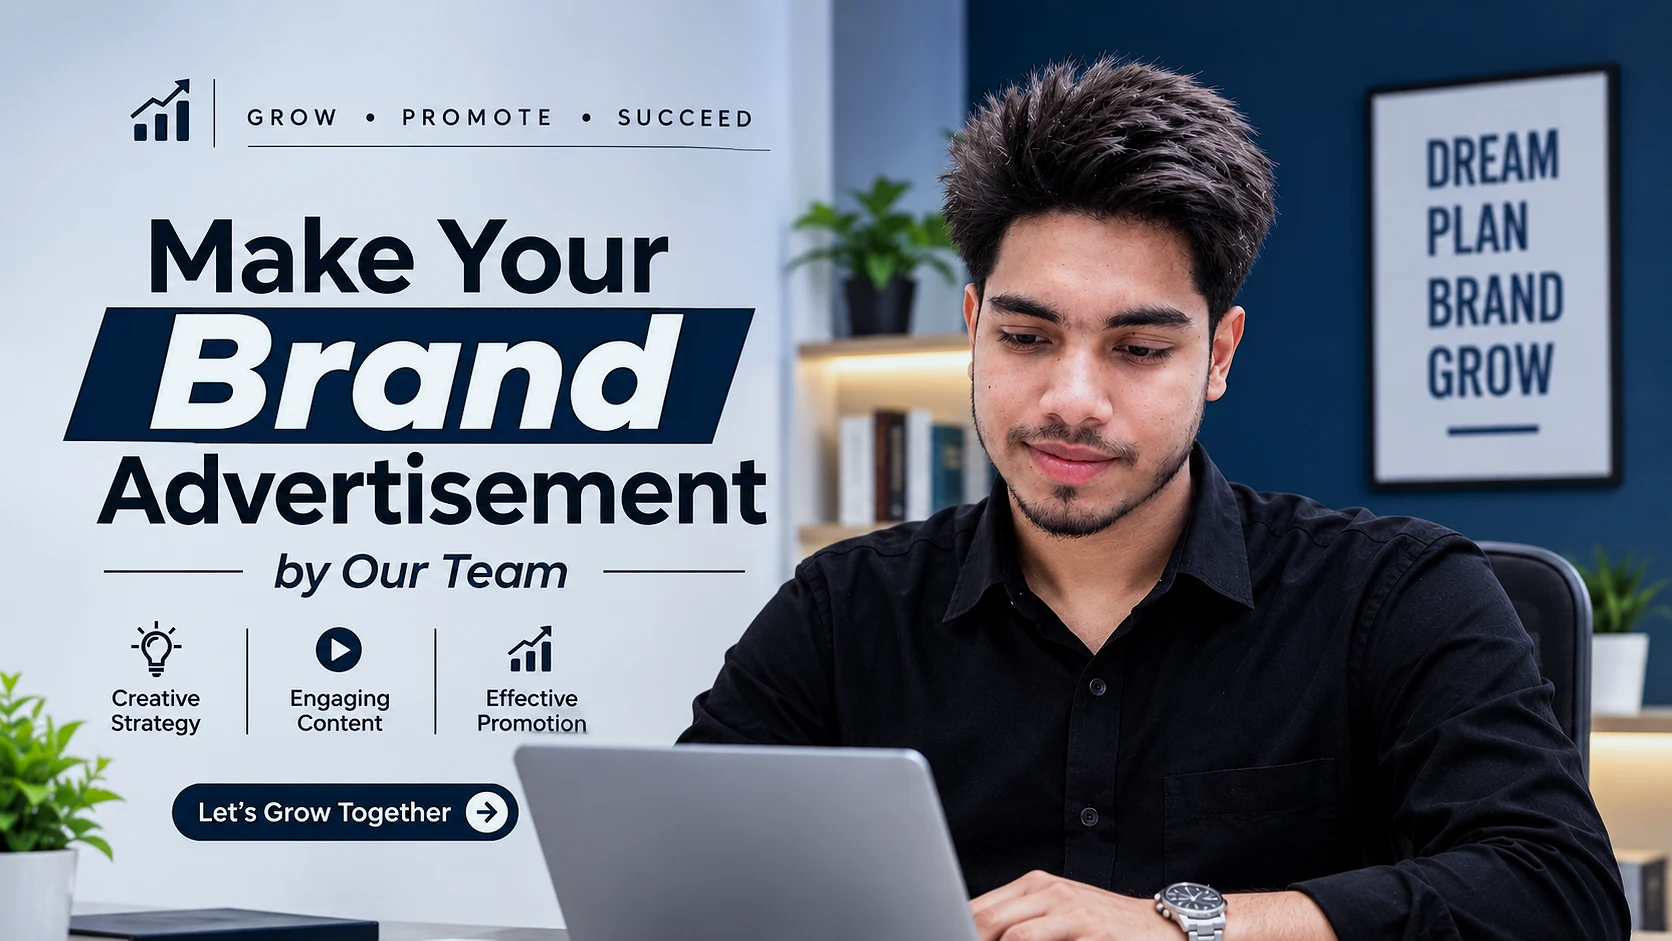 GROW • PROMOTE • SUCCEED
Make Your
Brand
Advertisement
by Our Team
Creative
Strategy
Engaging
Content
Effective
Promotion
Let's Grow Together
DREAM
PLAN
BRAND
GROW